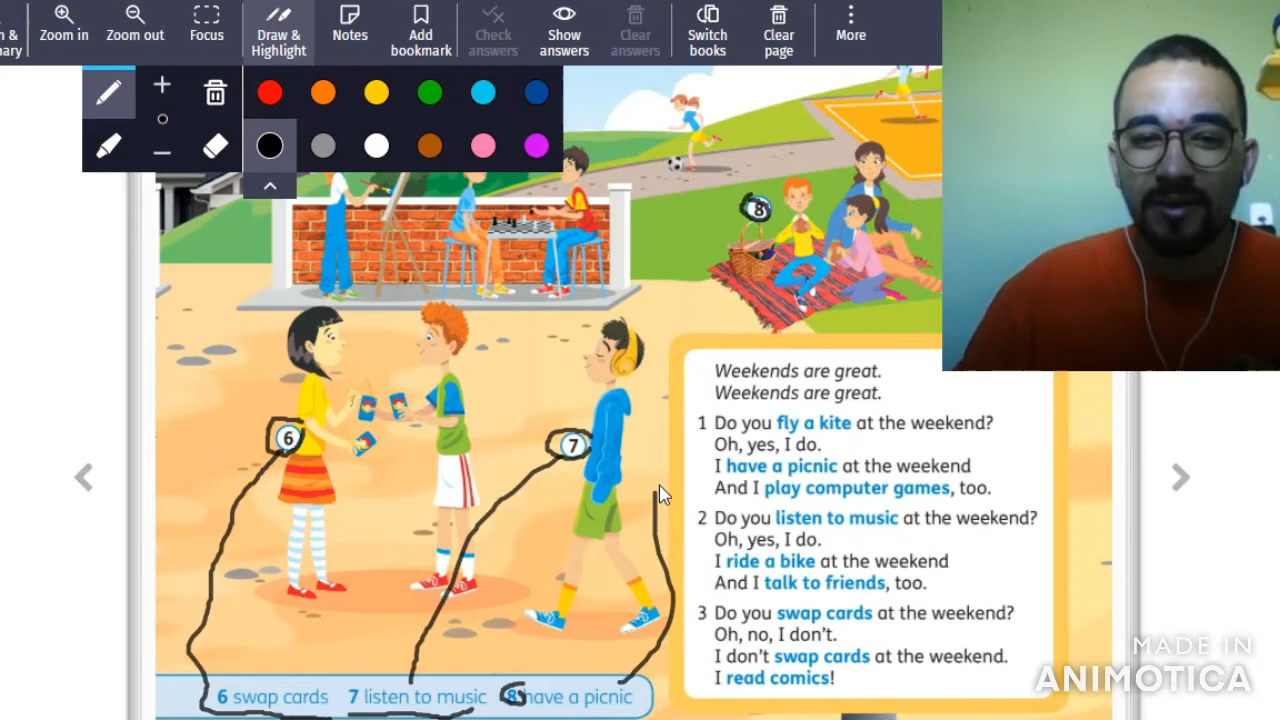 n &
nary
Zoom in
Zoom out
Focus
Draw &
Highlight
Notes
Add
bookmark
Check
answers
Show
answers
Clear
answers
Switch
books
Clear
page
More
8
6
7
Weekends are great.
Weekends are great.
1 Do you fly a kite at the weekend?
Oh, yes, I do.
I have a picnic at the weekend
And I play computer games, too.
2 Do you listen to music at the weekend?
Oh, yes, I do.
I ride a bike at the weekend
And I talk to friends, too.
3 Do you swap cards at the weekend?
Oh, no, I don't.
I don't swap cards at the weekend.
I read comics!
6 swap cards 7 listen to music 8 have a picnic
MADE IN
ANIMOTICA